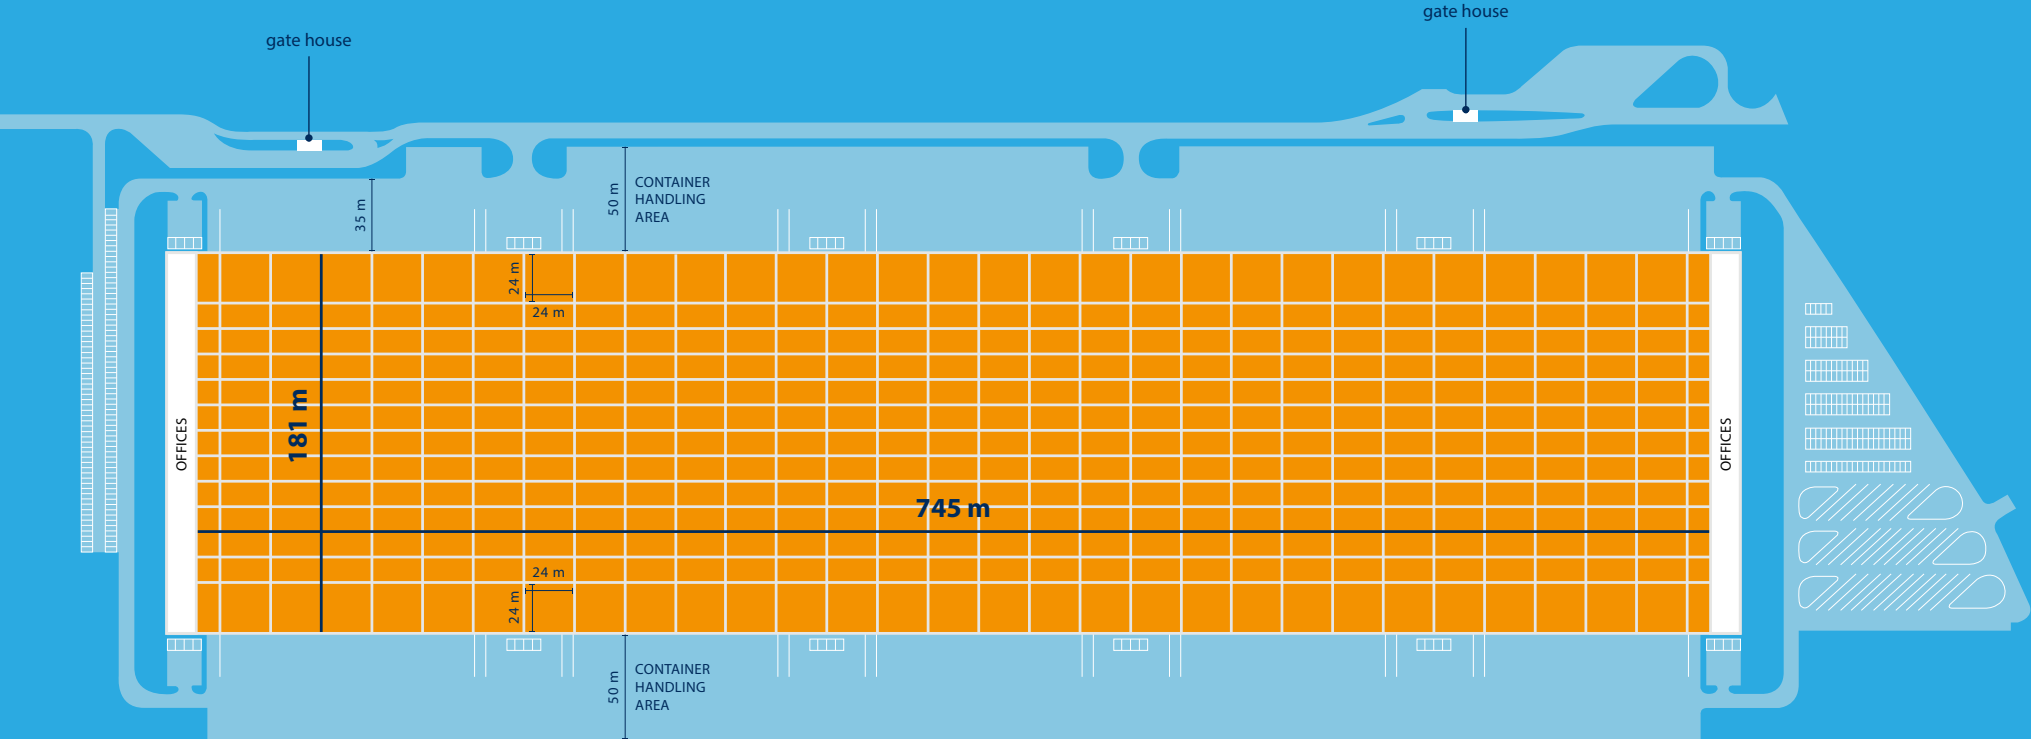 gate house
gate house
35 m
50 m
CONTAINER
HANDLING
AREA
24 m
24 m
OFFICES
181 m
745 m
OFFICES
24 m
24 m
50 m
CONTAINER
HANDLING
AREA